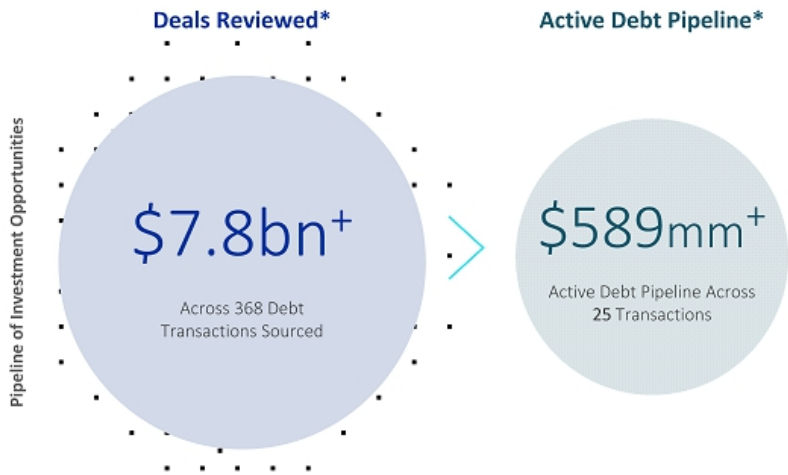 Deals Reviewed*
Active Debt Pipeline*
Pipeline of Investment Opportunities
$7.8bn+
Across 368 Debt
Transactions Sourced
$589mm+
Active Debt Pipeline Across
25 Transactions